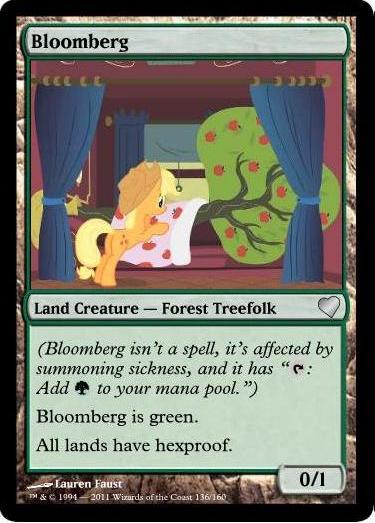 Bloomberg
Land Creature — Forest Treefolk
(Bloomberg isn't a spell, it's affected by
summoning sickness, and it has “:
Add to your mana pool.”)
Bloomberg is green.
All lands have hexproof.
Lauren Faust
0/1
™ & © 1994 — 2011 Wizards of the Coast 136/160